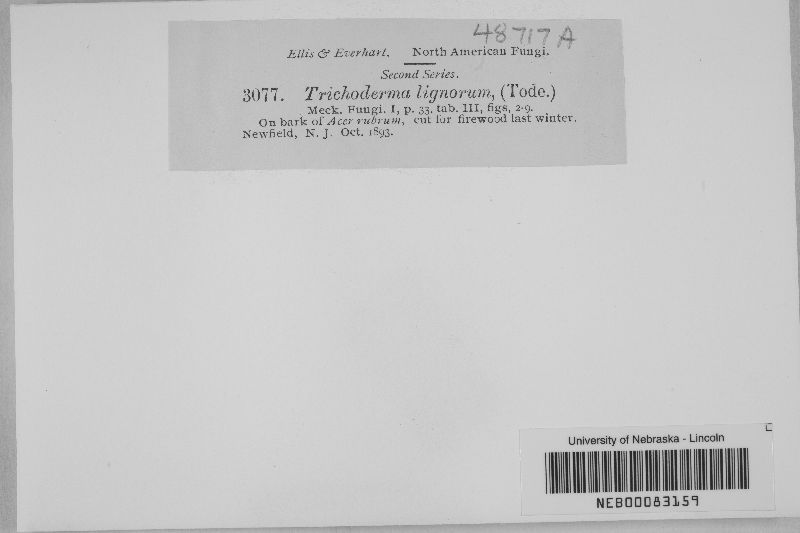 48717A
Ellis & Everhart. North American Fungi.
Second Series.
3077. Trichoderma lignorum, (Tode.)
Meck. Fungi. I, p. 33. tab. III, figs, 2-9.
On bark of Acer rubrum, cut for firewood last winter.
Newfield, N. J. Oct. 1893.
University of Nebraska - Lincoln
NEB00083159